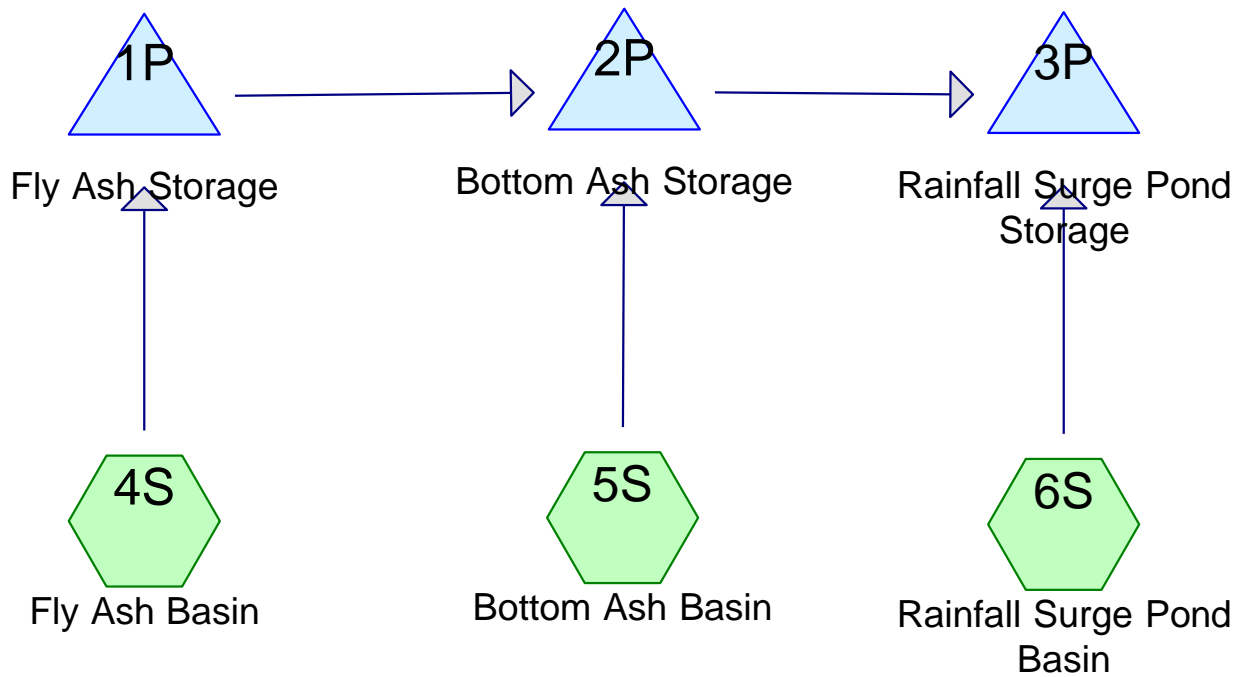 1P
2P
3P
Fly Ash Storage
Bottom Ash Storage
Rainfall Surge Pond
Storage
4S
5S
6S
Fly Ash Basin
Bottom Ash Basin
Rainfall Surge Pond
Basin